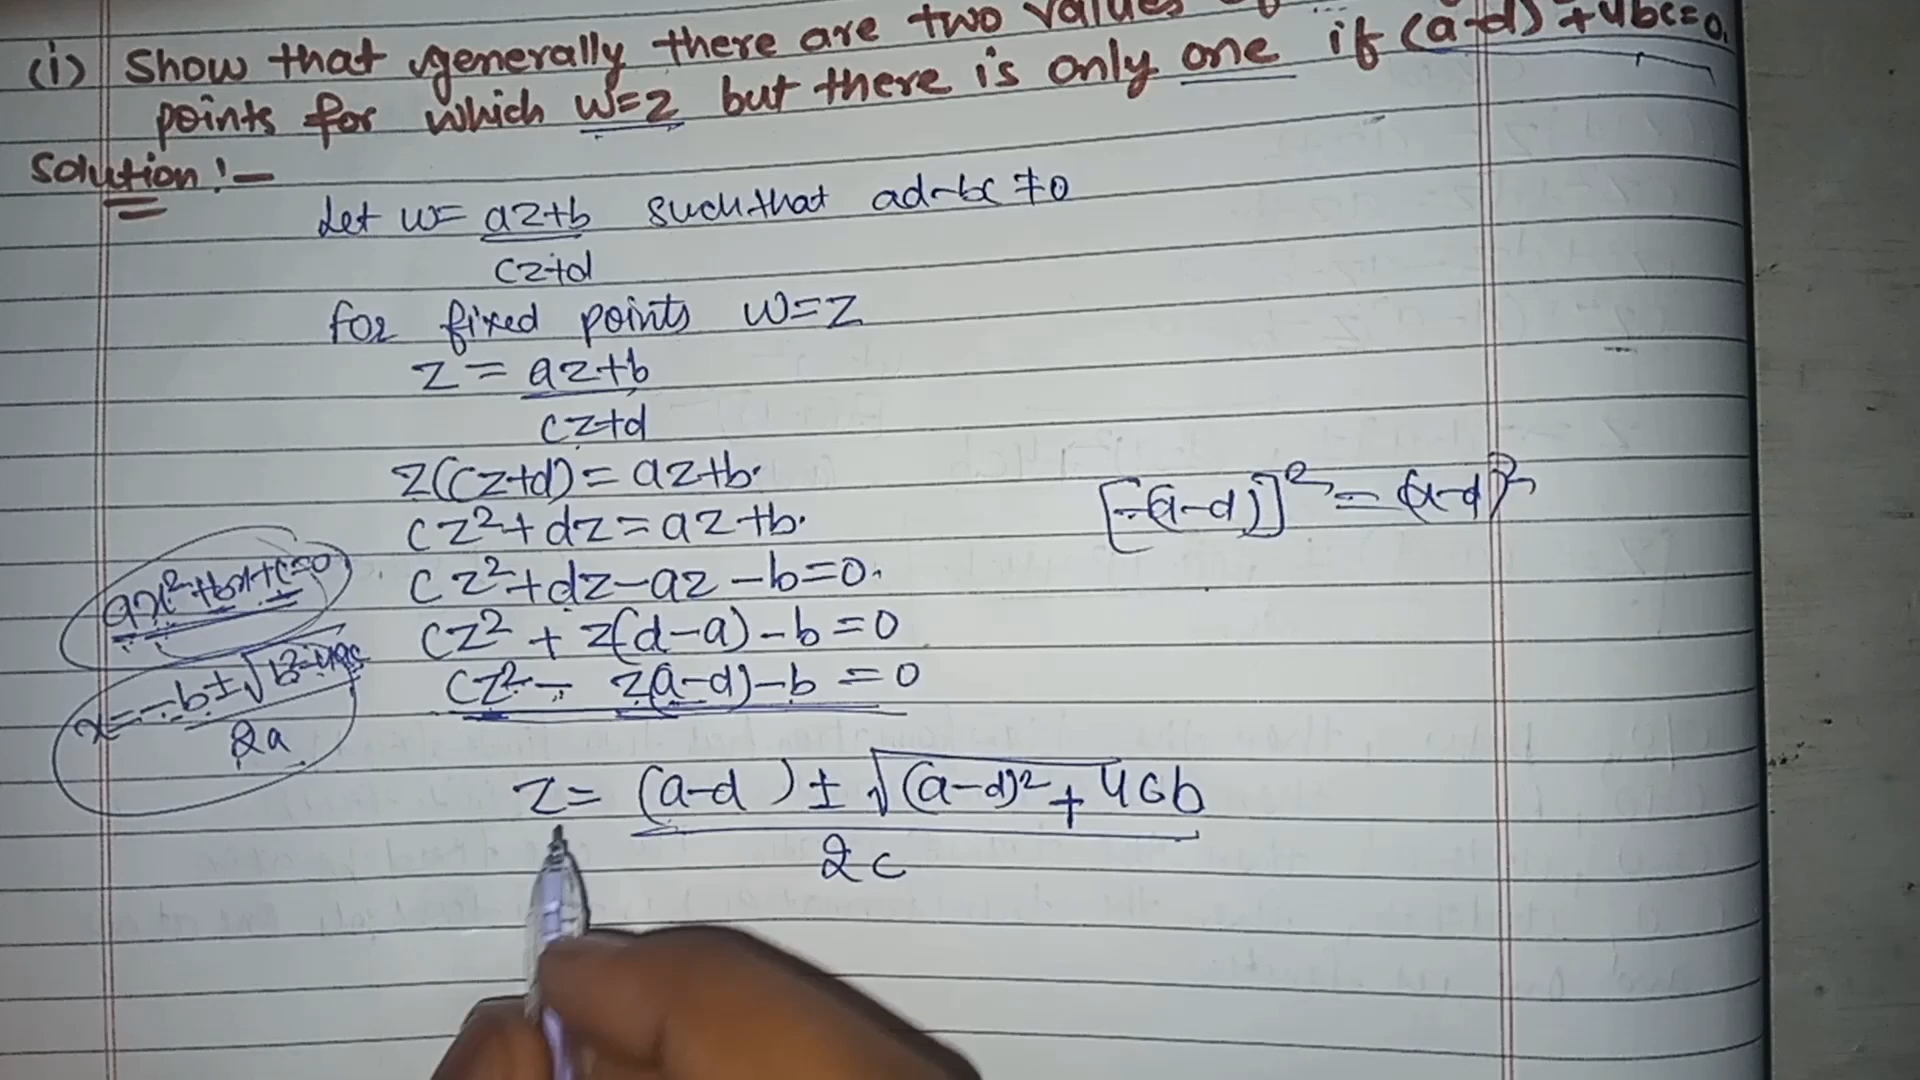 (i) Show that generally there are two values
if (a-d)²+4bc=0.
points for which w=z but there is only one
Solution:-
Let w= az+b such that ad-bc≠0
cz+d
for fixed points w=z
z = az+b
cz+d
z(cz+d)= az+b.
[-(a-d)]² = (a-d)²
cz²+dz=az+b.
ax²+bx+c=0
cz²+dz-az-b=0.
cz² + z(d-a)-b=0
x=-b±√b²-4ac
2a
cz²- z(a-d)-b=0
z= (a-d)±√(a-d)²+4cb
2c